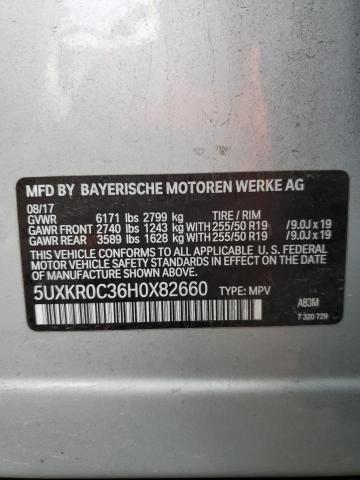 MFD BY BAYERISCHE MOTOREN WERKE AG
08/17
GVWR 6171 lbs 2799 kg TIRE / RIM
GAWR FRONT 2740 lbs 1243 kg WITH 255/50 R19 /9.0J x 19
GAWR REAR 3589 lbs 1628 kg WITH 255/50 R19 /9.0J x 19
THIS VEHICLE CONFORMS TO ALL APPLICABLE U. S. FEDERAL
MOTOR VEHICLE SAFETY STANDARDS IN EFFECT ON THE
DATE OF MANUFACTURE SHOWN ABOVE.
5UXKR0C36H0X82660 TYPE: MPV
A83M
7 320 729